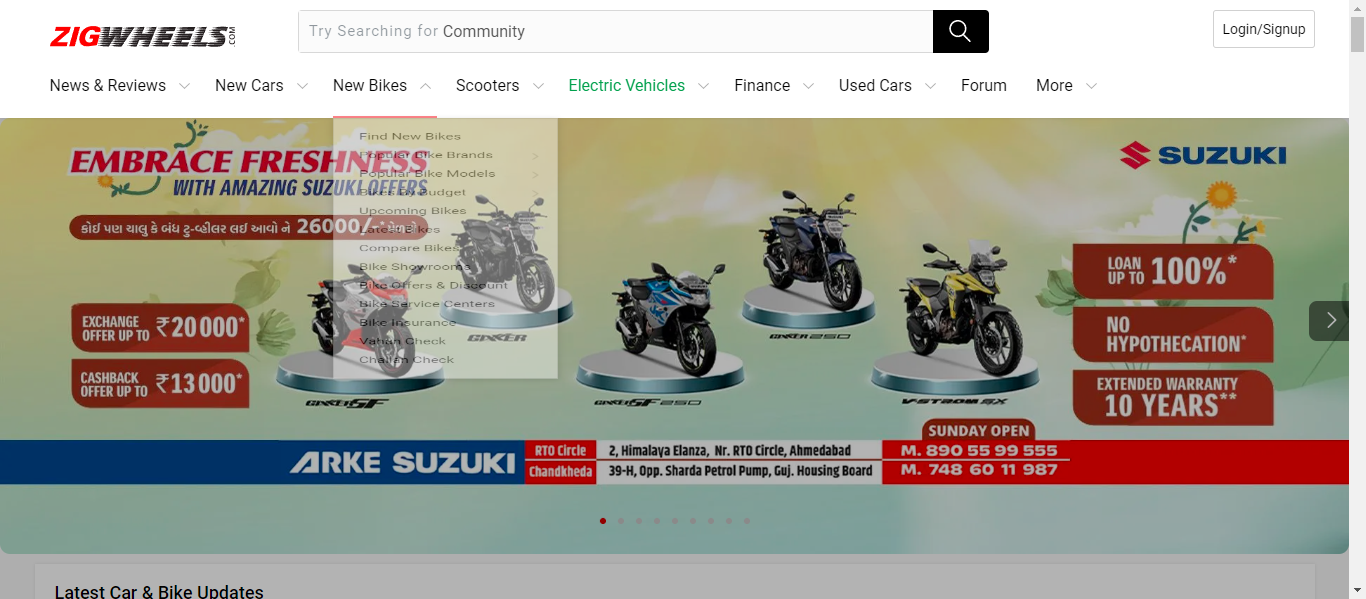 ZIGWHEELS.COM
Try Searching for Community
Login/Signup
News & Reviews
New Cars
New Bikes
Scooters
Electric Vehicles
Finance
Used Cars
Forum
More
Find New Bikes
Popular Bike Brands
Popular Bike Models
Bikes By Budget
Upcoming Bikes
Latest Bikes
Compare Bikes
Bike Showrooms
Bike Offers & Discount
Bike Service Centers
Bike Insurance
Vahan Check
Challan Check
EMBRACE FRESHNESS
WITH AMAZING SUZUKI OFFERS
કોઈ પણ ચાલુ કે બંધ ટુ-વ્હીલર લઈ આવો ને 26000/-
EXCHANGE
OFFER UP TO ₹20000*
CASHBACK
OFFER UP TO ₹13000*
SUZUKI
LOAN
UP TO 100%*
NO
HYPOTHECATION*
EXTENDED WARRANTY
10 YEARS**
GIXXER
GIXXER 250
GIXXER SF
GIXXER SF 250
V-STROM SX
SUNDAY OPEN
ARKE SUZUKI
RTO Circle 2, Himalaya Elanza, Nr. RTO Circle, Ahmedabad
Chandkheda 39-H, Opp. Sharda Petrol Pump, Guj. Housing Board
M. 890 55 99 555
M. 748 60 11 987
Latest Car & Bike Updates